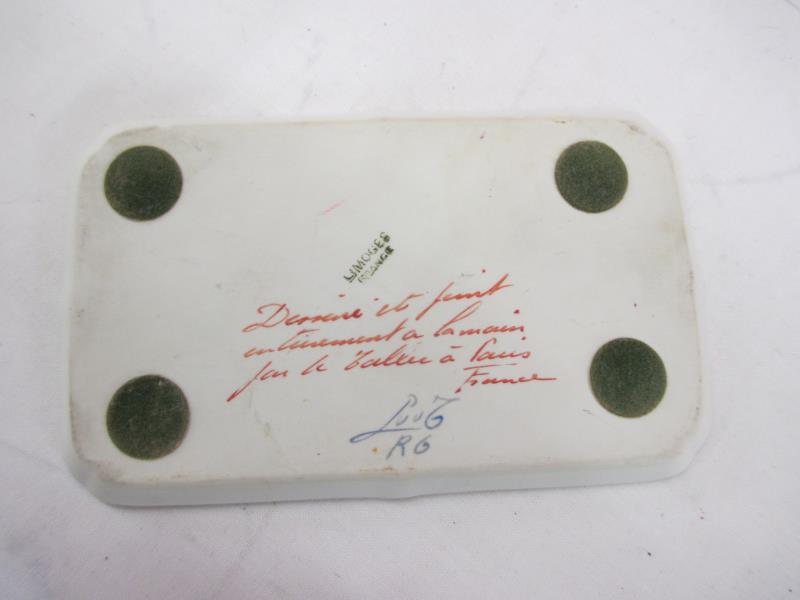 LIMOGES
FRANCE
Dessiné et peint
entièrement a la main
par le Tallec à Paris
France
RG